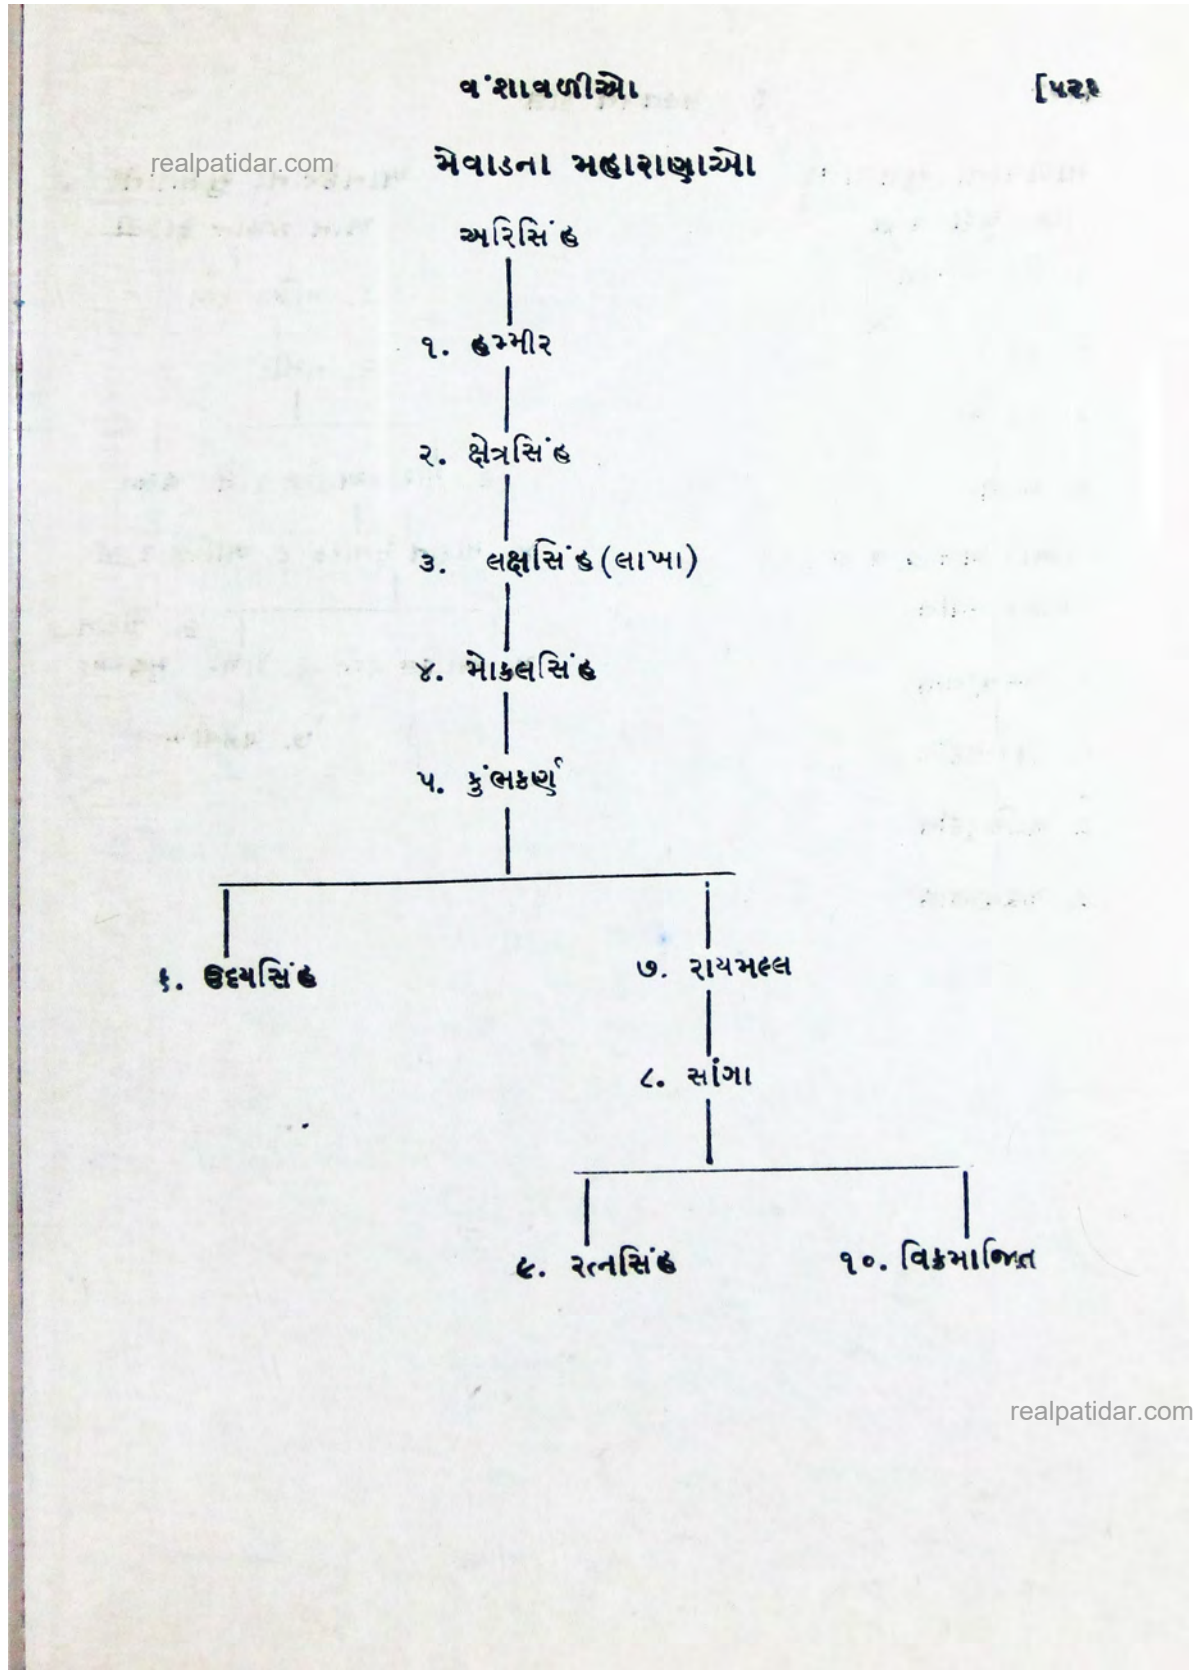 વંશાવળીઓ [૫૨૧
realpatidar.com
મેવાડના મહારાણાઓ
અરિસિંહ
૧. હમ્મીર
૨. ક્ષેત્રસિંહ
૩. લક્ષસિંહ (લાખા)
૪. મોકલસિંહ
૫. કુંભકર્ણ
૬. ઉદયસિંહ ૭. રાયમલ્લ
૮. સાંગા
૯. રત્નસિંહ ૧૦. વિક્રમાજિત
realpatidar.com